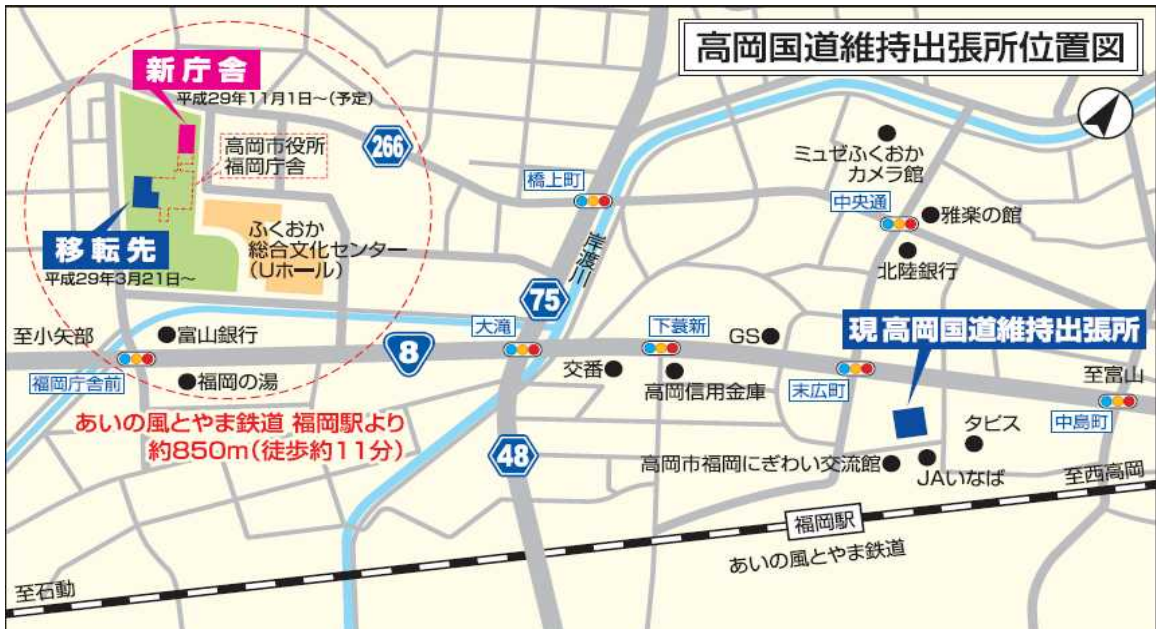 高岡国道維持出張所位置図
新庁舎
平成29年11月1日～(予定)
高岡市役所
福岡庁舎
266
移転先
平成29年3月21日～
ふくおか
総合文化センター
(Uホール)
橋上町
岸渡川
ミュゼふくおか
カメラ館
中央通
雅楽の館
北陸銀行
75
至小矢部
富山銀行
福岡庁舎前
福岡の湯
8
大滝
交番
下蓑新
高岡信用金庫
GS
末広町
現高岡国道維持出張所
至富山
中島町
あいの風とやま鉄道 福岡駅より
約850m(徒歩約11分)
48
高岡市福岡にぎわい交流館
JAいなば
タビス
至西高岡
福岡駅
あいの風とやま鉄道
至石動